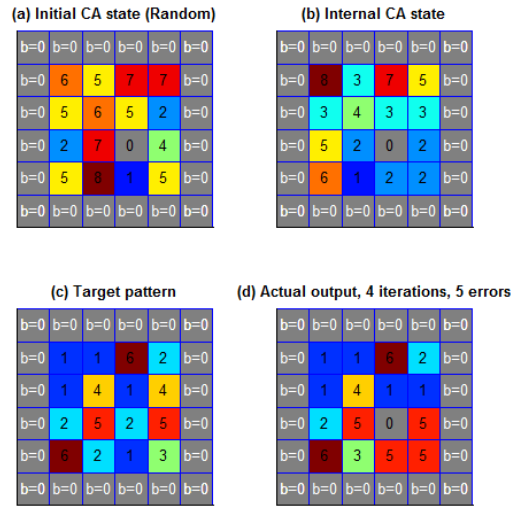 (a) Initial CA state (Random)
b=0 b=0 b=0 b=0 b=0 b=0
b=0 6 5 7 7 b=0
b=0 5 6 5 2 b=0
b=0 2 7 0 4 b=0
b=0 5 8 1 5 b=0
b=0 b=0 b=0 b=0 b=0 b=0
(b) Internal CA state
b=0 b=0 b=0 b=0 b=0 b=0
b=0 8 3 7 5 b=0
b=0 3 4 3 3 b=0
b=0 5 2 0 2 b=0
b=0 6 1 2 2 b=0
b=0 b=0 b=0 b=0 b=0 b=0
(c) Target pattern
b=0 b=0 b=0 b=0 b=0 b=0
b=0 1 1 6 2 b=0
b=0 1 4 1 4 b=0
b=0 2 5 2 5 b=0
b=0 6 2 1 3 b=0
b=0 b=0 b=0 b=0 b=0 b=0
(d) Actual output, 4 iterations, 5 errors
b=0 b=0 b=0 b=0 b=0 b=0
b=0 1 1 6 2 b=0
b=0 1 4 1 1 b=0
b=0 2 5 0 5 b=0
b=0 6 3 5 5 b=0
b=0 b=0 b=0 b=0 b=0 b=0